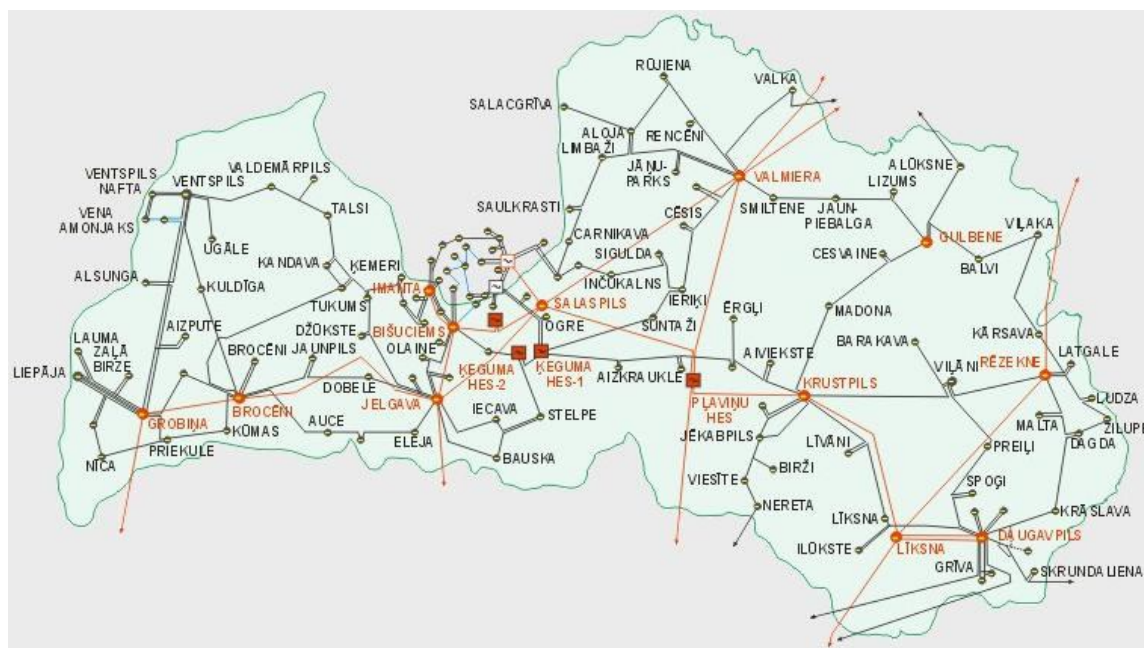 RŪJIENA
VALKA
SALACGRĪVA
ALOJA
LIMBAŽI
RENCĒNI
JĀŅU-
PARKS
VALMIERA
ALŪKSNE
LIZUMS
VENTSPILS
NAFTA
VENTSPILS
VALDEMĀRPILS
VENA
AMONJAKS
TALSI
UGĀLE
SAULKRASTI
CĒSIS
SMILTENE
JAUN-
PIEBALGA
VIĻAKA
GULBENE
BALVI
CESVAINE
CARNIKAVA
SIGULDA
INČUKALNS
IERIĶI
ALSUNGA
KANDAVA
ĶEMERI
KULDĪGA
TUKUMS
IMANTA
SALASPILS
OGRE
SUNTAŽI
ĒRGĻI
MADONA
KĀRSAVA
LAUMA
ZAĻĀ
BIRZE
LIEPĀJA
AIZPUTE
BROCĒNI
DŽŪKSTE
JAUNPILS
BIŠUCIEMS
OLAINE
ĶEGUMA
HES-2
ĶEGUMA
HES-1
AIZKRAUKLE
AIVIEKSTE
BARAKAVA
VIĻĀNI
LATGALE
RĒZEKNE
GROBIŅA
BROCĒNI
DOBELE
JELGAVA
IECAVA
STELPE
PĻAVIŅU
HES
KRUSTPILS
LUDZA
ZILUPE
MALTA
DAGDA
NĪCA
PRIEKULE
KŪMAS
AUCE
ELEJA
BAUSKA
JĒKABPILS
LĪVĀNI
PREIĻI
BIRŽI
VIESĪTE
NERETA
SPOĢI
LĪKSNA
KRĀSLAVA
ILŪKSTE
LĪKSNA
DAUGAVPILS
GRĪVA
SKRUNDALIENA